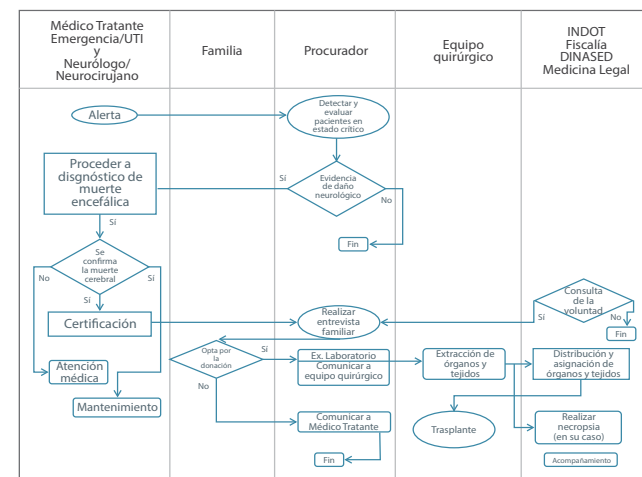 Médico Tratante
Emergencia/UTI
y
Neurólogo/
Neurocirujano
Familia
Procurador
Equipo
quirúrgico
INDOT
Fiscalía
DINASED
Medicina Legal
Alerta
Detectar y
evaluar
pacientes en
estado crítico
Proceder a
disgnóstico de
muerte
encefálica
Sí
Evidencia
de daño
neurológico
No
Fin
Sí
Se
confirma
la muerte
cerebral
No
Sí
Sí
Certificación
Realizar
entrevista
familiar
Consulta
de la
voluntad
Sí
No
Fin
Atención
médica
Mantenimiento
Opta por
la
donación
Sí
No
Ex. Laboratorio
Comunicar a
equipo quirúrgico
Extracción de
órganos y
tejidos
Distribución y
asignación de
órganos y tejidos
Comunicar a
Médico Tratante
Fin
Trasplante
Realizar
necropsia
(en su caso)
Acompañamiento